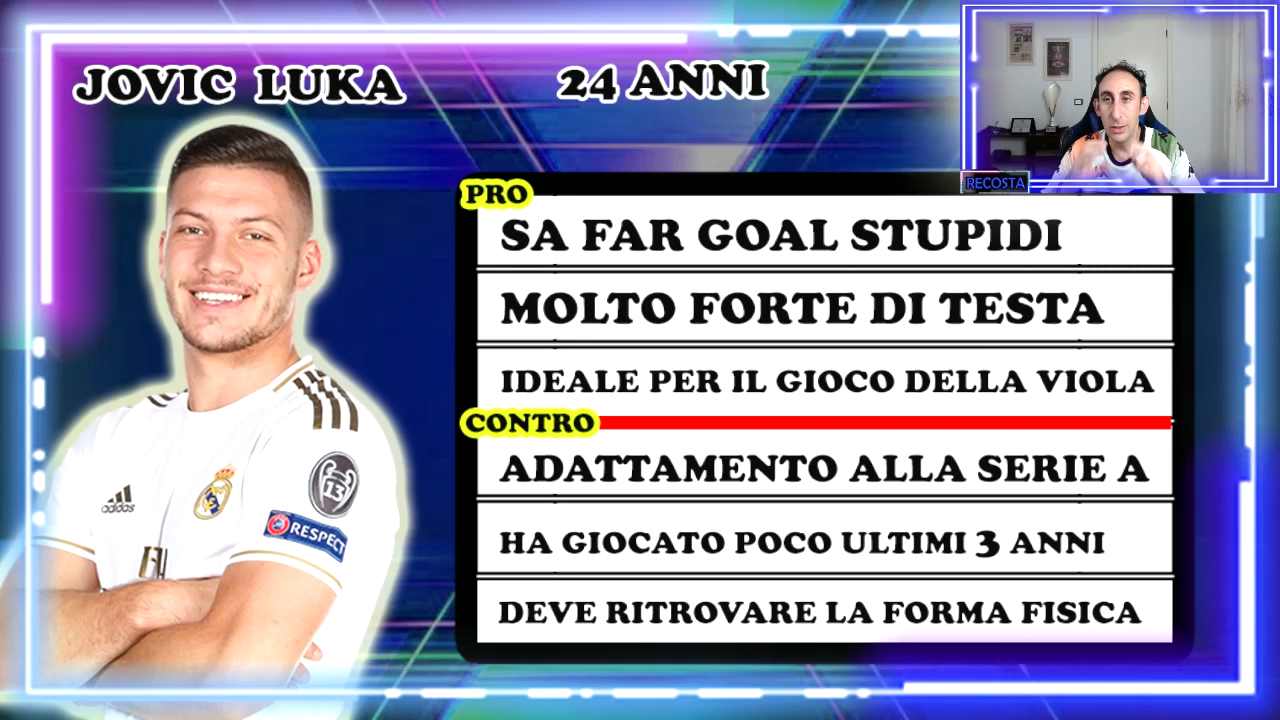 JOVIC LUKA
24 ANNI
RECOSTA
PRO
SA FAR GOAL STUPIDI
MOLTO FORTE DI TESTA
IDEALE PER IL GIOCO DELLA VIOLA
CONTRO
ADATTAMENTO ALLA SERIE A
HA GIOCATO POCO ULTIMI 3 ANNI
DEVE RITROVARE LA FORMA FISICA
adidas
13
RESPECT